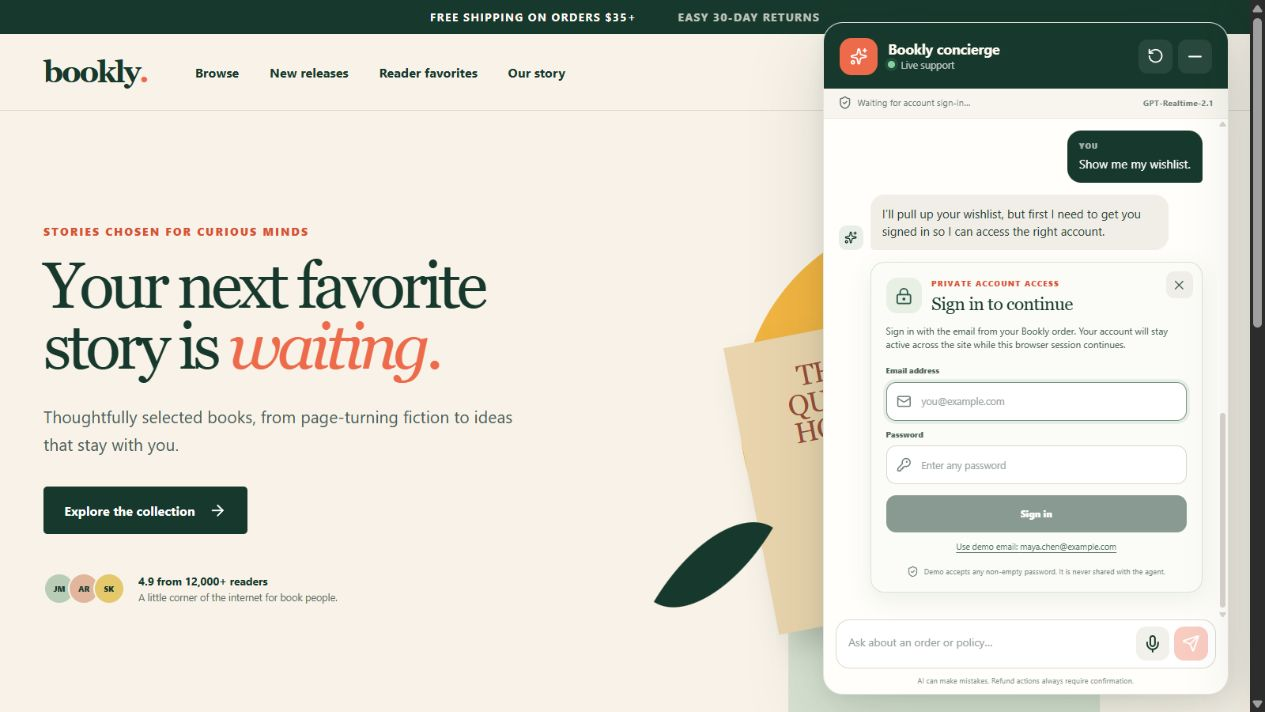 FREE SHIPPING ON ORDERS $35+
EASY 30-DAY RETURNS
bookly.
Browse
New releases
Reader favorites
Our story
STORIES CHOSEN FOR CURIOUS MINDS
Your next favorite
story is waiting.
Thoughtfully selected books, from page-turning fiction to ideas
that stay with you.
Explore the collection
JM
AR
SK
4.9 from 12,000+ readers
A little corner of the internet for book people.
Bookly concierge
Live support
Waiting for account sign-in...
GPT-Realtime-2.1
YOU
Show me my wishlist.
I'll pull up your wishlist, but first I need to get you
signed in so I can access the right account.
PRIVATE ACCOUNT ACCESS
Sign in to continue
Sign in with the email from your Bookly order. Your account will stay
active across the site while this browser session continues.
Email address
you@example.com
Password
Enter any password
Sign in
Use demo email: maya.chen@example.com
Demo accepts any non-empty password. It is never shared with the agent.
Ask about an order or policy...
AI can make mistakes. Refund actions always require confirmation.